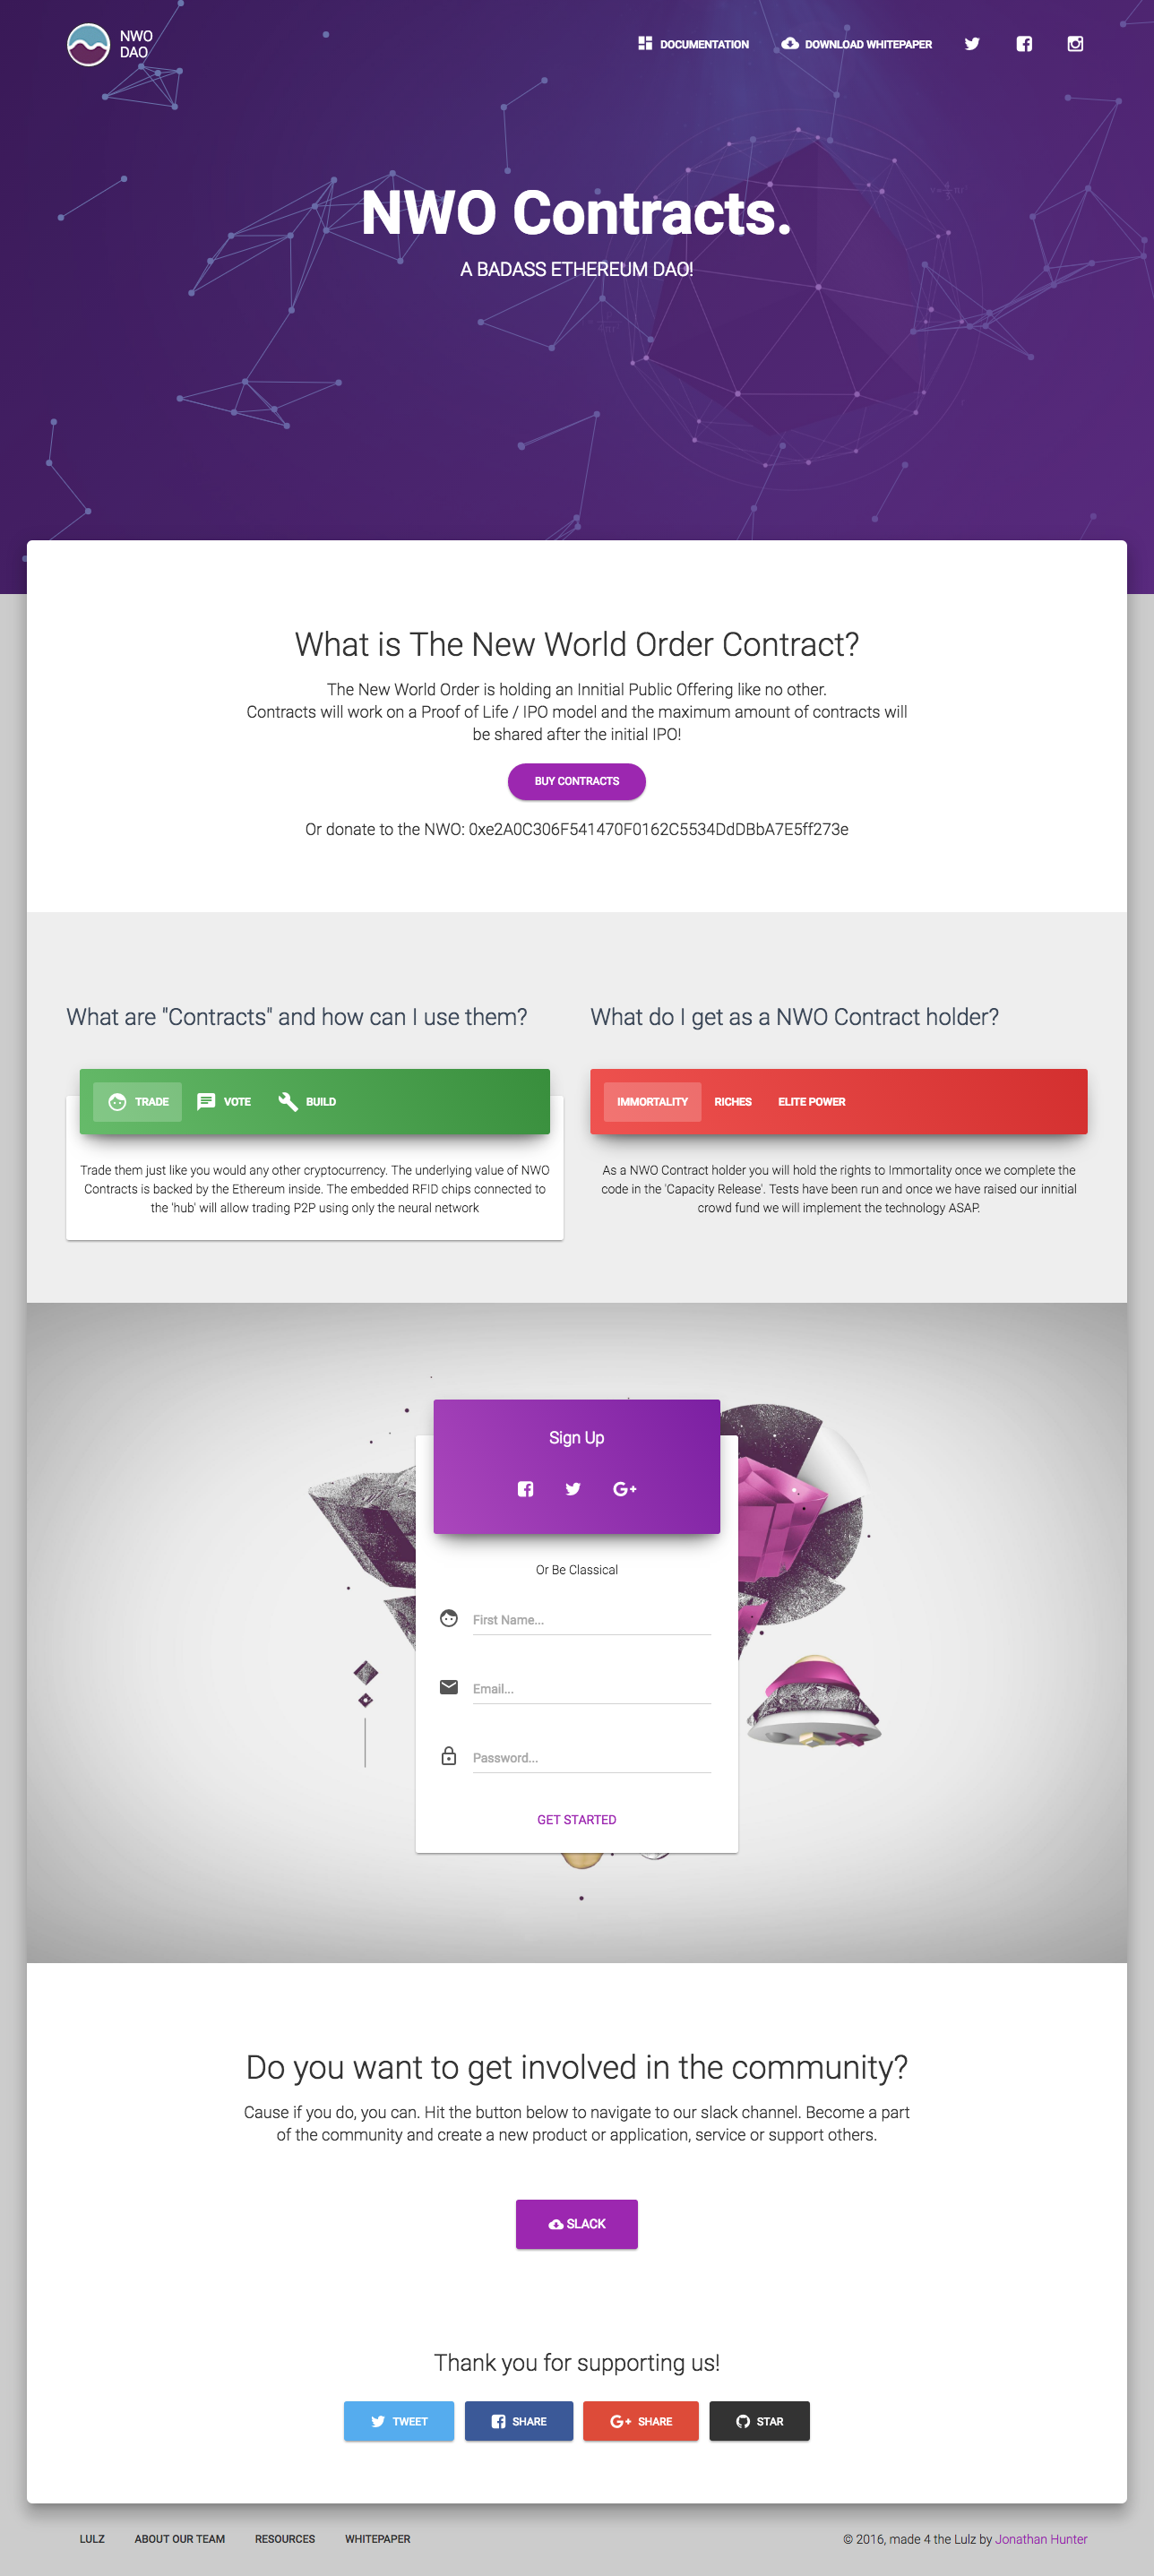 NWO
DAO
DOCUMENTATION
DOWNLOAD WHITEPAPER
NWO Contracts.
A BADASS ETHEREUM DAO!
What is The New World Order Contract?
The New World Order is holding an Innitial Public Offering like no other.
Contracts will work on a Proof of Life / IPO model and the maximum amount of contracts will
be shared after the initial IPO!
BUY CONTRACTS
Or donate to the NWO: 0xe2A0C306F541470F0162C5534DdDBbA7E5ff273e
What are "Contracts" and how can I use them?
TRADE
VOTE
BUILD
Trade them just like you would any other cryptocurrency. The underlying value of NWO
Contracts is backed by the Ethereum inside. The embedded RFID chips connected to
the 'hub' will allow trading P2P using only the neural network
What do I get as a NWO Contract holder?
IMMORTALITY
RICHES
ELITE POWER
As a NWO Contract holder you will hold the rights to Immortality once we complete the
code in the 'Capacity Release'. Tests have been run and once we have raised our innitial
crowd fund we will implement the technology ASAP.
Sign Up
Or Be Classical
First Name...
Email...
Password...
GET STARTED
Do you want to get involved in the community?
Cause if you do, you can. Hit the button below to navigate to our slack channel. Become a part
of the community and create a new product or application, service or support others.
SLACK
Thank you for supporting us!
TWEET
SHARE
SHARE
STAR
LULZ
ABOUT OUR TEAM
RESOURCES
WHITEPAPER
© 2016, made 4 the Lulz by Jonathan Hunter